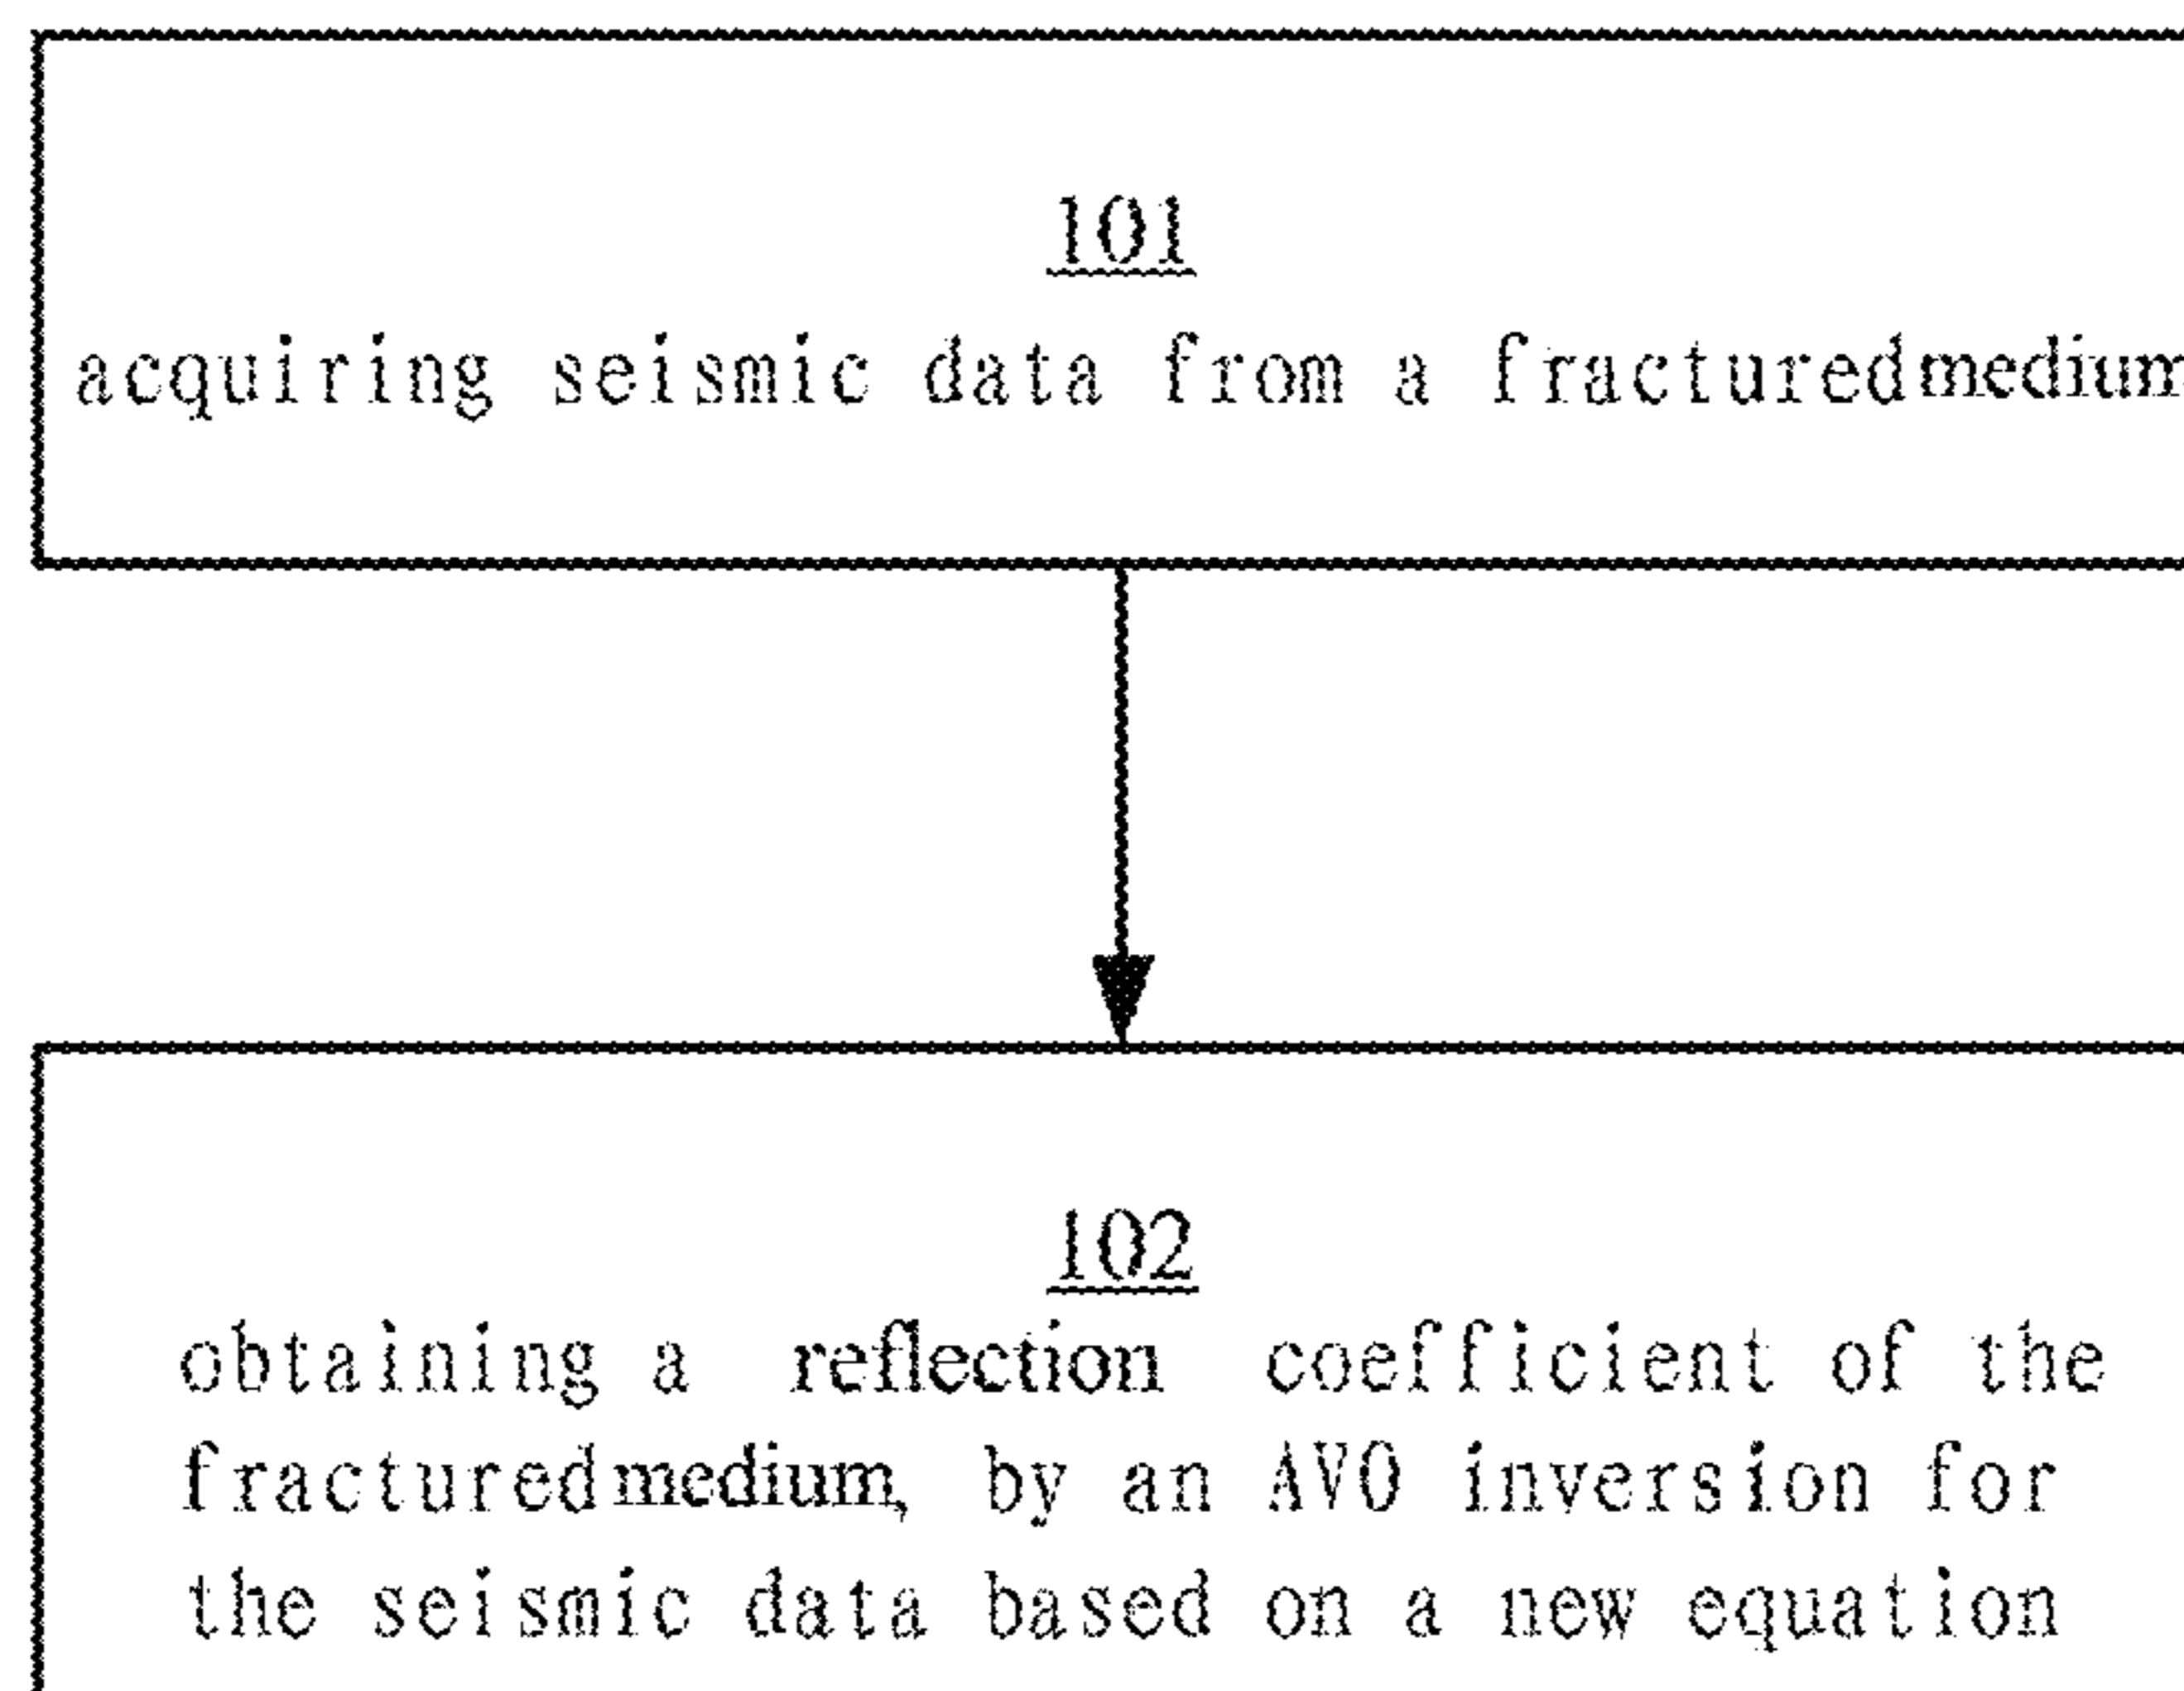 101
acquiring seismic data from a fracturedmedium
102
obtaining a reflection coefficient of the
fracturedmedium, by an AVO inversion for
the seismic data based on a new equation